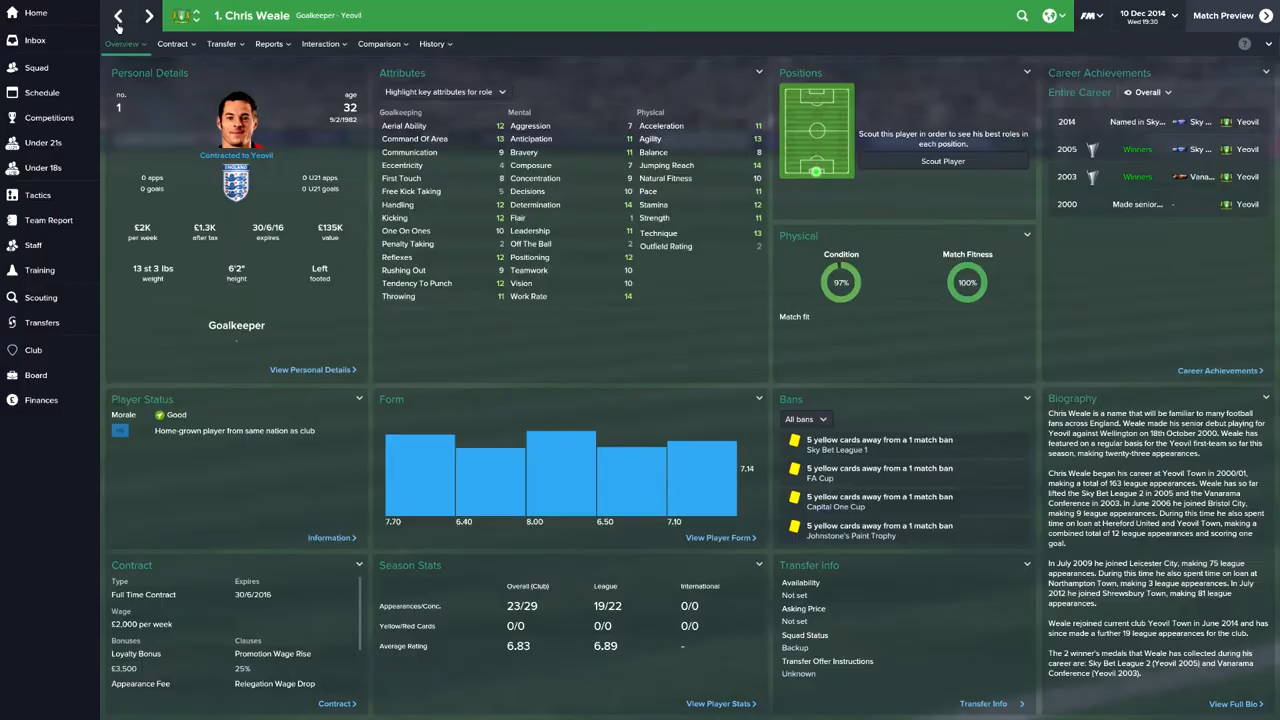 Home
Inbox
Squad
Schedule
Competitions
Under 21s
Under 18s
Tactics
Team Report
Staff
Training
Scouting
Transfers
Club
Board
Finances
1. Chris Weale Goalkeeper - Yeovil
FM
10 Dec 2014
Wed 19:30
Match Preview
Overview Contract Transfer Reports Interaction Comparison History
?
Personal Details
no.
1
age
32
9/2/1982
Contracted to Yeovil
ENGLAND
0 apps
0 goals
0 U21 apps
0 U21 goals
£2K
per week
£1.3K
after tax
30/6/16
expires
£135K
value
13 st 3 lbs
weight
6'2"
height
Left
footed
Goalkeeper
-
View Personal Details >
Attributes
Highlight key attributes for role
Goalkeeping Mental Physical
Aerial Ability 12 Aggression 7 Acceleration 11
Command Of Area 13 Anticipation 11 Agility 13
Communication 9 Bravery 11 Balance 8
Eccentricity 4 Composure 7 Jumping Reach 14
First Touch 8 Concentration 9 Natural Fitness 10
Free Kick Taking 5 Decisions 10 Pace 11
Handling 12 Determination 14 Stamina 12
Kicking 12 Flair 1 Strength 11
One On Ones 10 Leadership 11 Technique 13
Penalty Taking 2 Off The Ball 2 Outfield Rating 2
Reflexes 12 Positioning 12
Rushing Out 9 Teamwork 10
Tendency To Punch 12 Vision 10
Throwing 11 Work Rate 14
Positions
Scout this player in order to see his best roles in
each position.
Scout Player
Physical
Condition
97%
Match Fitness
100%
Match fit
Career Achievements
Entire Career Overall
2014 Named in Sky... Sky ... Yeovil
2005 Winners Sky ... Yeovil
2003 Winners Vana... Yeovil
2000 Made senior... - Yeovil
Career Achievements >
Player Status
Morale Good
Home-grown player from same nation as club
Information >
Form
7.14
7.70 6.40 8.00 6.50 7.10
View Player Form >
Bans
All bans
5 yellow cards away from a 1 match ban
Sky Bet League 1
5 yellow cards away from a 1 match ban
FA Cup
5 yellow cards away from a 1 match ban
Capital One Cup
5 yellow cards away from a 1 match ban
Johnstone's Paint Trophy
Biography
Chris Weale is a name that will be familiar to many football
fans across England. Weale made his senior debut playing for
Yeovil against Wellington on 18th October 2000. Weale has
featured on a regular basis for the Yeovil first-team so far this
season, making twenty-three appearances.
Chris Weale began his career at Yeovil Town in 2000/01,
making a total of 163 league appearances. Weale has so far
lifted the Sky Bet League 2 in 2005 and the Vanarama
Conference in 2003. In June 2006 he joined Bristol City,
making 9 league appearances. During this time he also spent
time on loan at Hereford United and Yeovil Town, making a
combined total of 12 league appearances and scoring one
goal.
In July 2009 he joined Leicester City, making 75 league
appearances. During this time he also spent time on loan at
Northampton Town, making 3 league appearances. In July
2012 he joined Shrewsbury Town, making 81 league
appearances.
Weale rejoined current club Yeovil Town in June 2014 and has
since made a further 19 league appearances for the club.
The 2 winner's medals that Weale has collected during his
career are: Sky Bet League 2 (Yeovil 2005) and Vanarama
Conference (Yeovil 2003).
View Full Bio >
Contract
Type Expires
Full Time Contract 30/6/2016
Wage
£2,000 per week
Bonuses Clauses
Loyalty Bonus Promotion Wage Rise
£3,500 25%
Appearance Fee Relegation Wage Drop
Contract >
Season Stats
Overall (Club) League International
Appearances/Conc. 23/29 19/22 0/0
Yellow/Red Cards 0/0 0/0 0/0
Average Rating 6.83 6.89 -
View Player Stats >
Transfer Info
Availability
Not set
Asking Price
Not set
Squad Status
Backup
Transfer Offer Instructions
Unknown
Transfer Info >